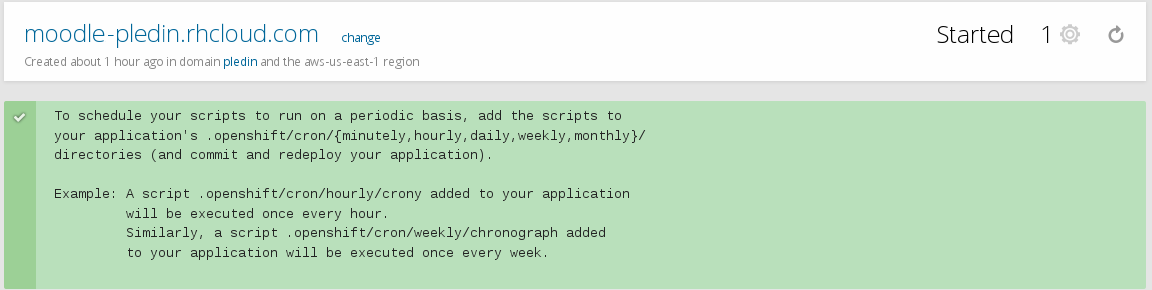 moodle-pledin.rhcloud.com change Started 1
Created about 1 hour ago in domain pledin and the aws-us-east-1 region
To schedule your scripts to run on a periodic basis, add the scripts to
your application's .openshift/cron/{minutely,hourly,daily,weekly,monthly}/
directories (and commit and redeploy your application).
Example: A script .openshift/cron/hourly/crony added to your application
will be executed once every hour.
Similarly, a script .openshift/cron/weekly/chronograph added
to your application will be executed once every week.